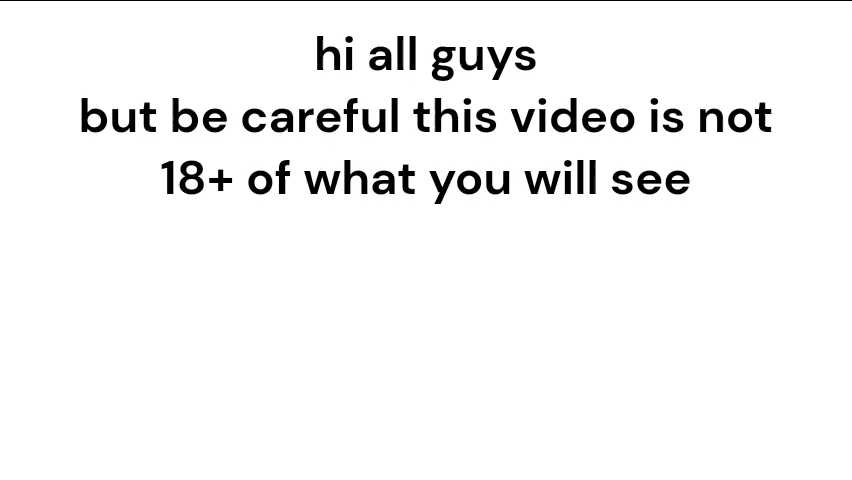 hi all guys
but be careful this video is not
18+ of what you will see